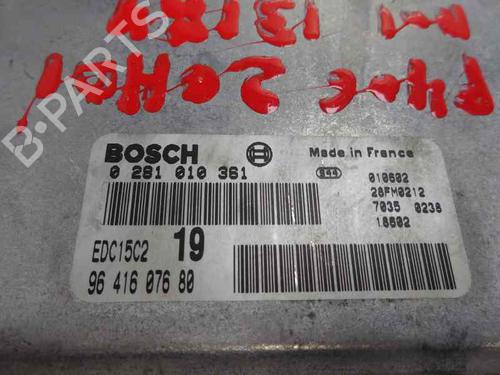 BOSCH
Made in France
0 281 010 361
010602
28FM0212
7035 0238
18602
EDC15C2 19
96 416 076 80
B-PARTS